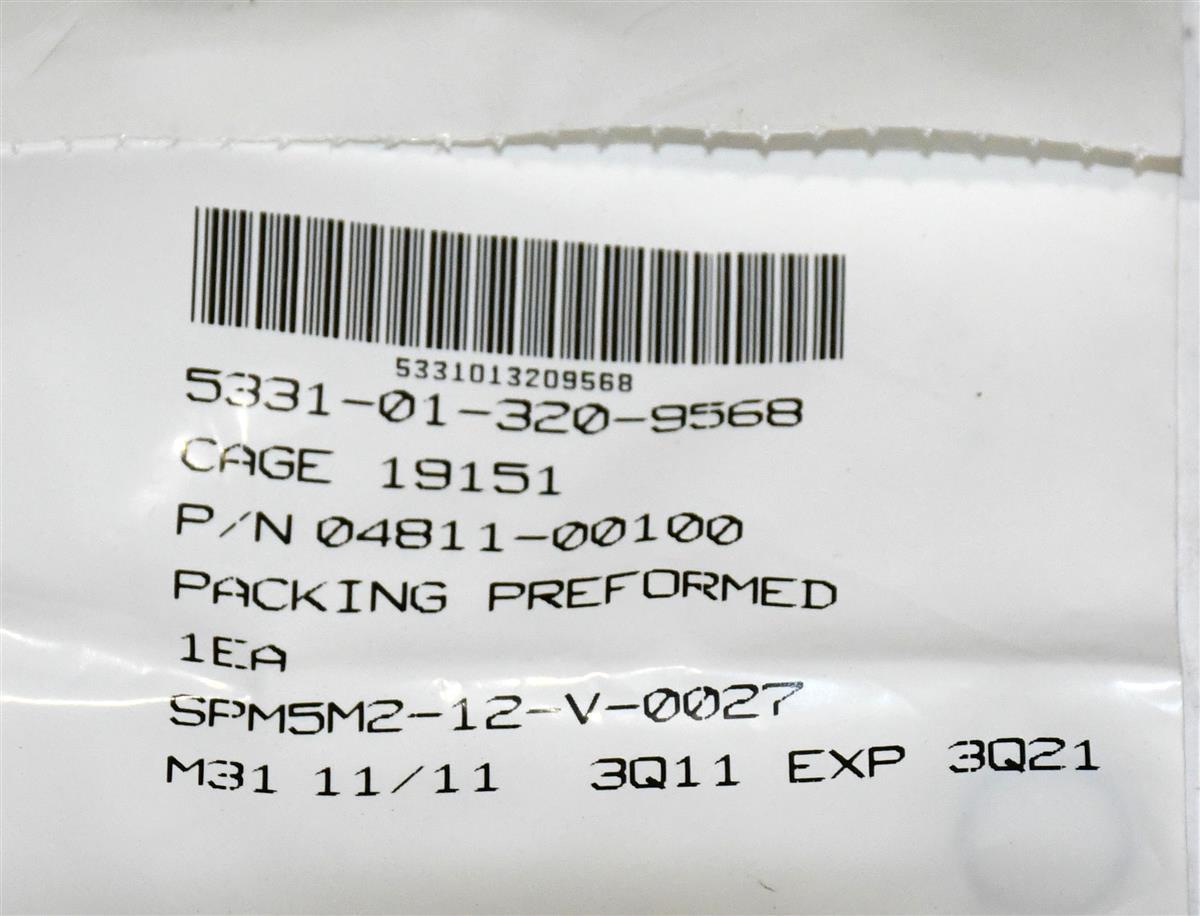 5331013209568
5331-01-320-9568
CAGE 19151
P/N 04811-00100
PACKING PREFORMED
1EA
SPM5M2-12-V-0027
M31 11/11 3Q11 EXP 3Q21